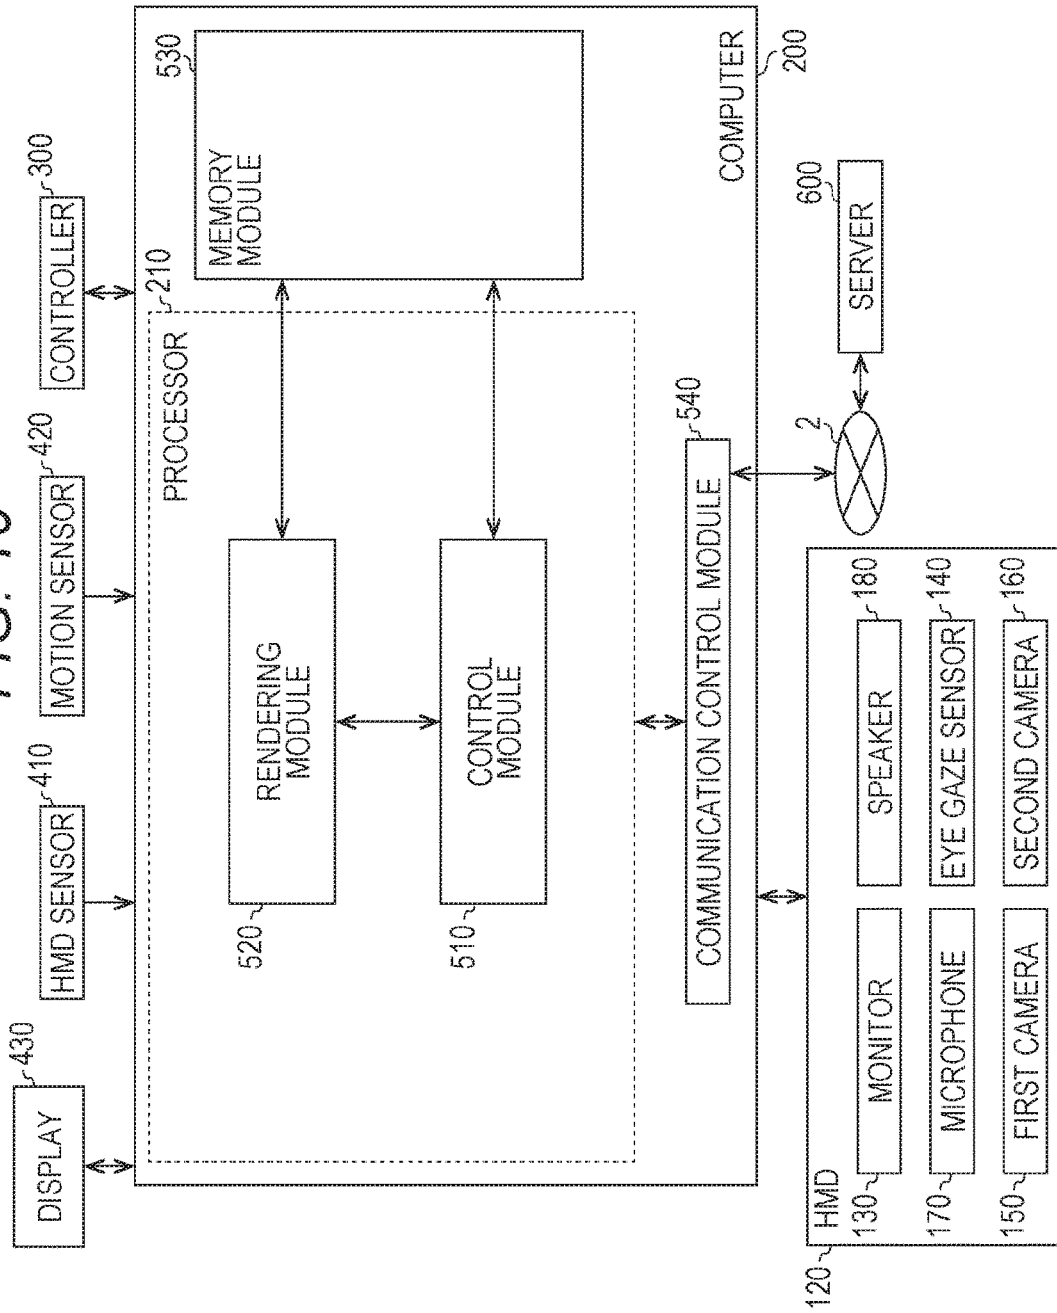 DISPLAY
430
HMD SENSOR
410
MOTION SENSOR
420
CONTROLLER
300
PROCESSOR
210
530
MEMORY
MODULE
RENDERING
MODULE
520
CONTROL
MODULE
510
COMMUNICATION CONTROL MODULE
540
COMPUTER
200
2
SERVER
600
120
HMD
130
MONITOR
SPEAKER
180
170
MICROPHONE
EYE GAZE SENSOR
140
150
FIRST CAMERA
SECOND CAMERA
160